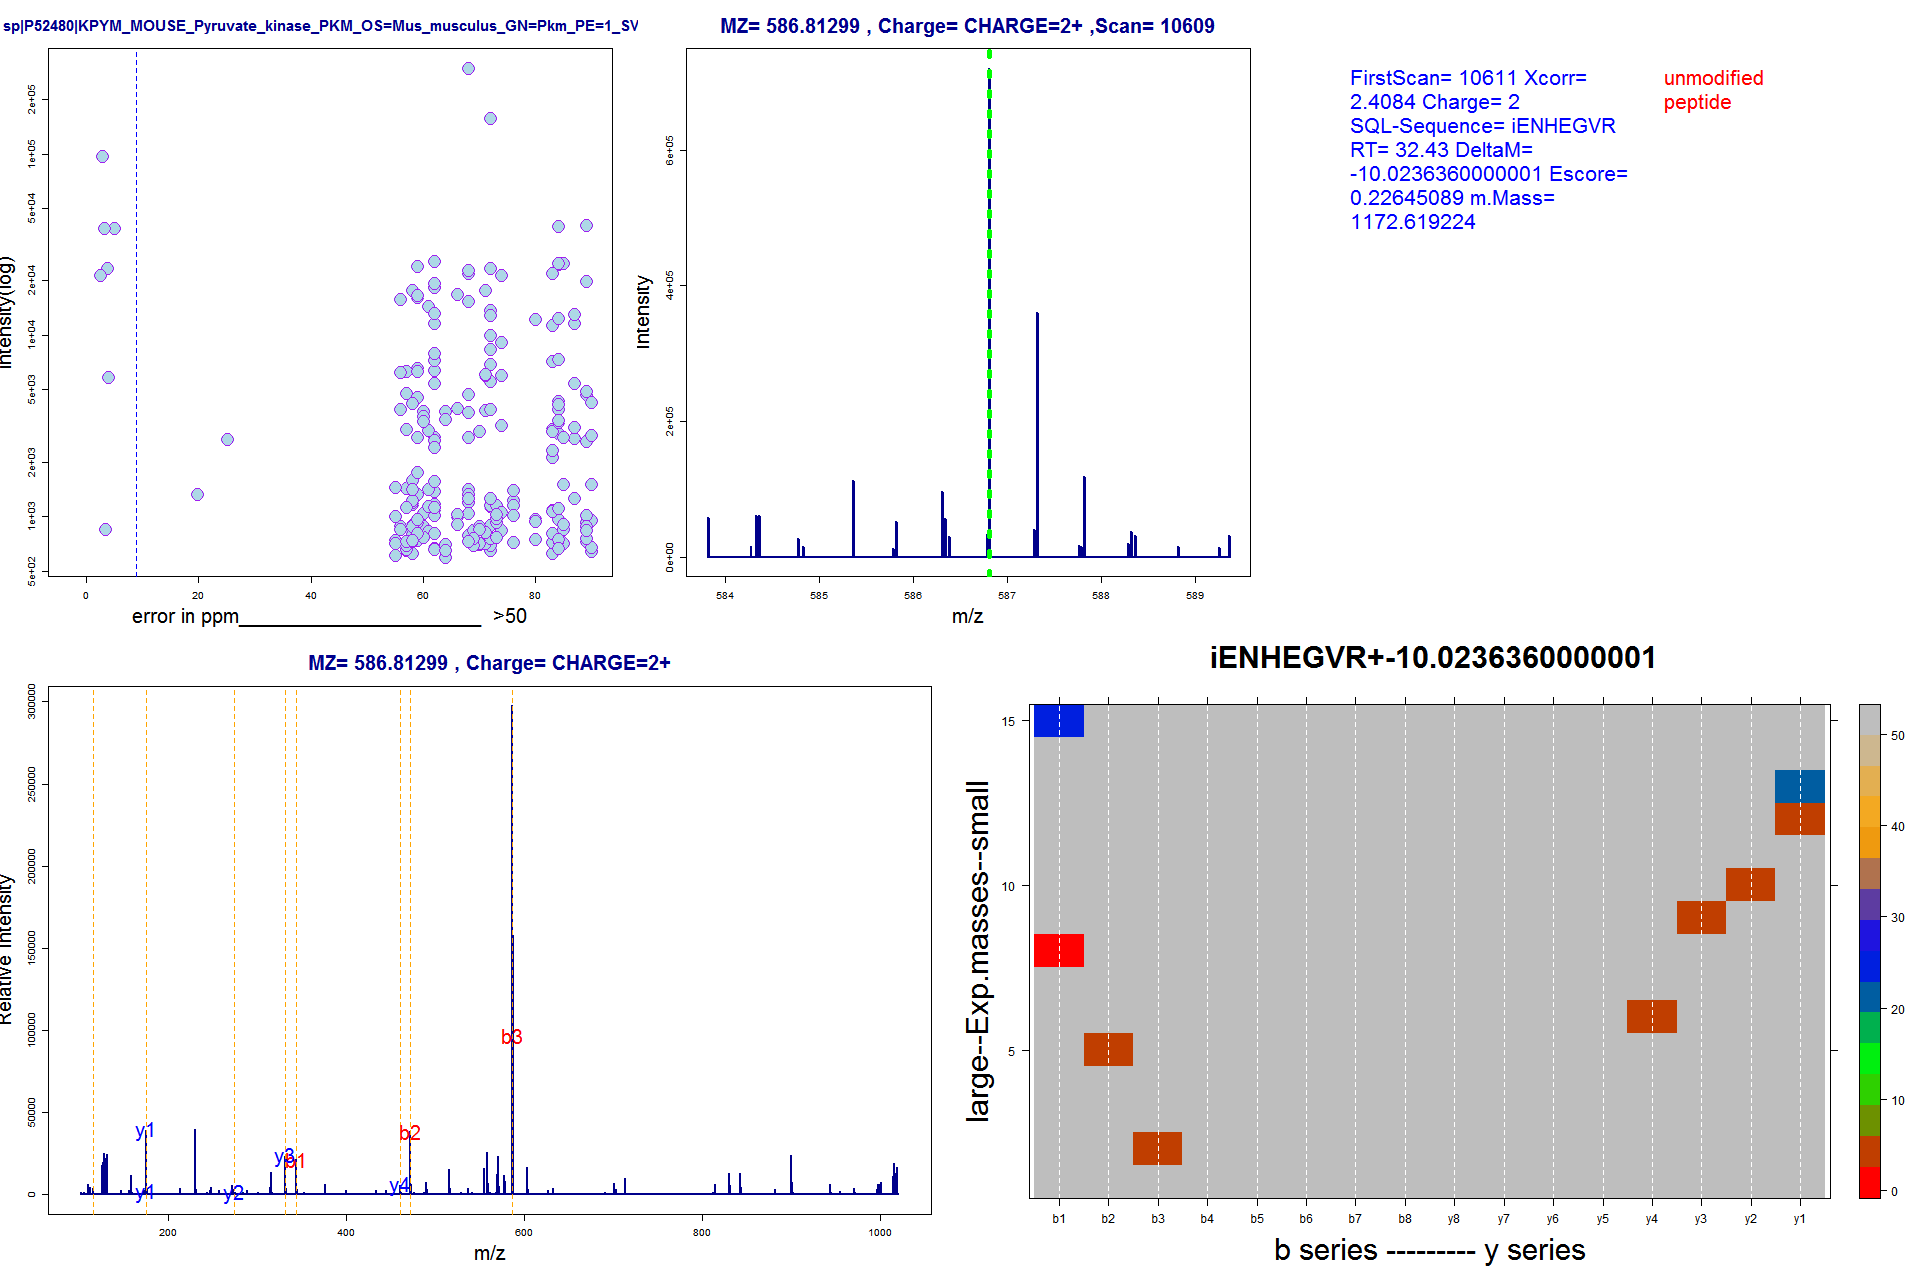 sp|P52480|KPYM_MOUSE_Pyruvate_kinase_PKM_OS=Mus_musculus_GN=Pkm_PE=1_SV
Intensity(log)
5e+02 1e+03 2e+03 5e+03 1e+04 2e+04 5e+04 1e+05 2e+05
0 20 40 60 80
error in ppm______________________ >50
MZ= 586.81299 , Charge= CHARGE=2+ ,Scan= 10609
Intensity
0e+00 2e+05 4e+05 6e+05
584 585 586 587 588 589
m/z
FirstScan= 10611 Xcorr=
2.4084 Charge= 2
SQL-Sequence= iENHEGVR
RT= 32.43 DeltaM=
-10.0236360000001 Escore=
0.22645089 m.Mass=
1172.619224
unmodified
peptide
MZ= 586.81299 , Charge= CHARGE=2+
Relative Intensity
0 50000 100000 150000 200000 250000 300000
b3
y1
b2
y3
b1
y4
y1
y2
200 400 600 800 1000
m/z
iENHEGVR+-10.0236360000001
large--Exp.masses--small
15
10
5
b1 b2 b3 b4 b5 b6 b7 b8 y8 y7 y6 y5 y4 y3 y2 y1
b series --------- y series
50
40
30
20
10
0